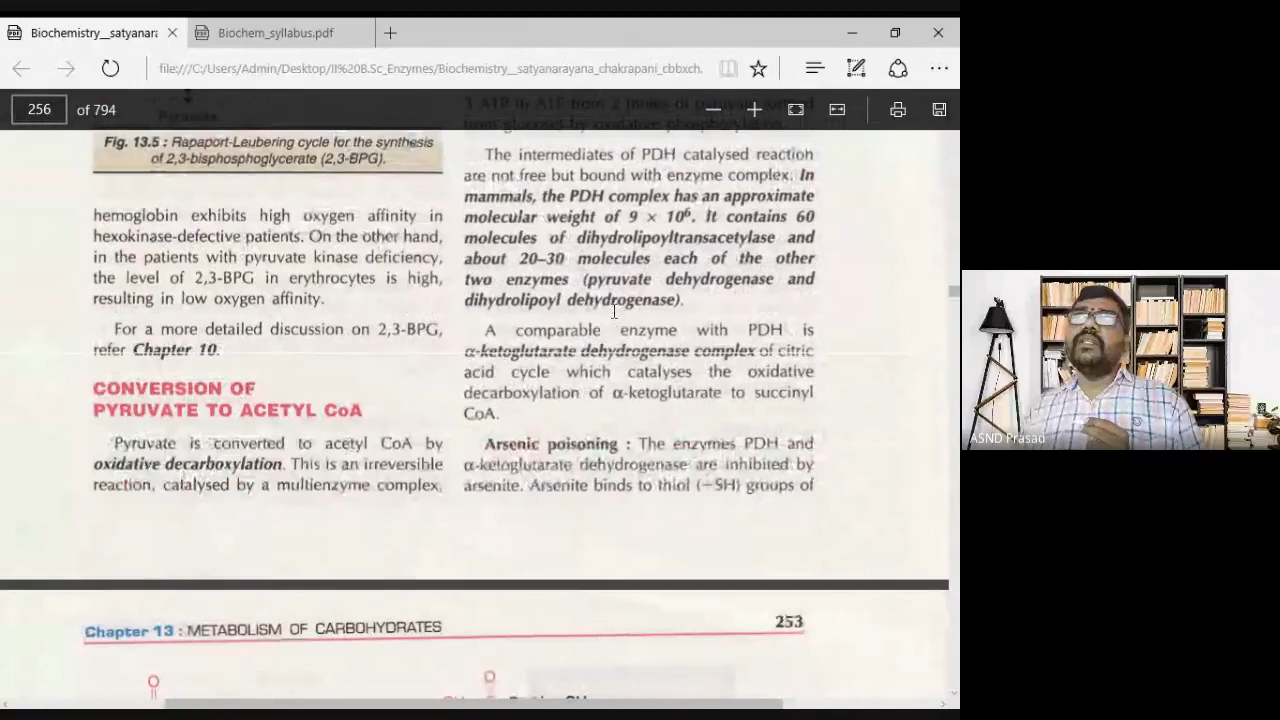 Biochemistry__satyanara
Biochem_syllabus.pdf
file:///C:/Users/Admin/Desktop/II%20B.Sc_Enzymes/Biochemistry__satyanarayana_chakrapani_cbbxch.
256 of 794
Fig. 13.5 : Rapaport-Leubering cycle for the synthesis
of 2,3-bisphosphoglycerate (2,3-BPG).
hemoglobin exhibits high oxygen affinity in
hexokinase-defective patients. On the other hand,
in the patients with pyruvate kinase deficiency,
the level of 2,3-BPG in erythrocytes is high,
resulting in low oxygen affinity.
For a more detailed discussion on 2,3-BPG,
refer Chapter 10.
CONVERSION OF
PYRUVATE TO ACETYL CoA
Pyruvate is converted to acetyl CoA by
oxidative decarboxylation. This is an irreversible
reaction, catalysed by a multienzyme complex,
The intermediates of PDH catalysed reaction
are not free but bound with enzyme complex. In
mammals, the PDH complex has an approximate
molecular weight of 9 × 10⁶. It contains 60
molecules of dihydrolipoyltransacetylase and
about 20–30 molecules each of the other
two enzymes (pyruvate dehydrogenase and
dihydrolipoyl dehydrogenase).
A comparable enzyme with PDH is
α-ketoglutarate dehydrogenase complex of citric
acid cycle which catalyses the oxidative
decarboxylation of α-ketoglutarate to succinyl
CoA.
Arsenic poisoning : The enzymes PDH and
α-ketoglutarate dehydrogenase are inhibited by
arsenite. Arsenite binds to thiol (−SH) groups of
Chapter 13 : METABOLISM OF CARBOHYDRATES
253
O
O
ASND Prasad